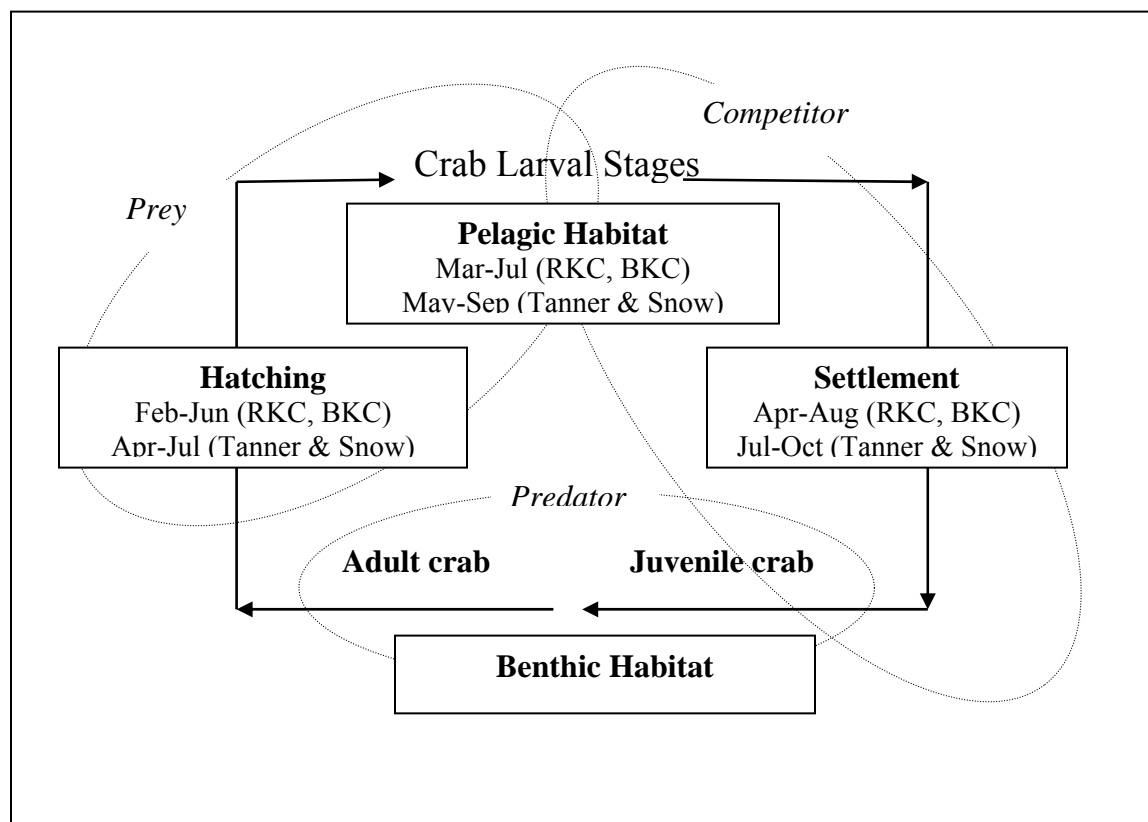 Competitor
Crab Larval Stages
Prey
Pelagic Habitat
Mar-Jul (RKC, BKC)
May-Sep (Tanner & Snow)
Hatching
Feb-Jun (RKC, BKC)
Apr-Jul (Tanner & Snow)
Settlement
Apr-Aug (RKC, BKC)
Jul-Oct (Tanner & Snow)
Predator
Adult crab
Juvenile crab
Benthic Habitat